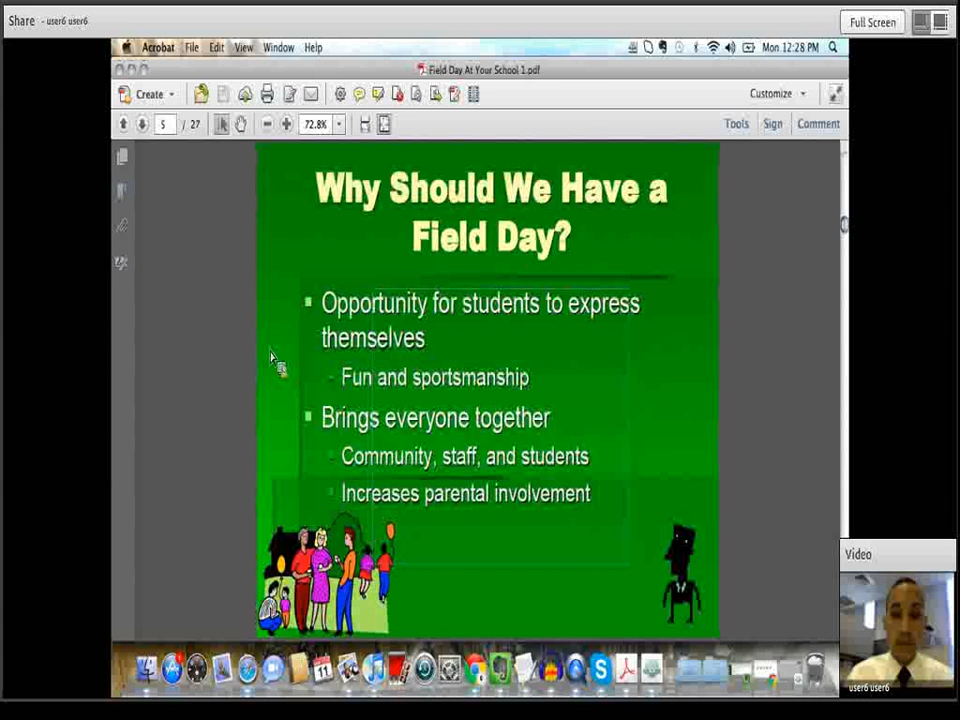 Share - user6 user6
Full Screen
Acrobat File Edit View Window Help
Mon 12:28 PM
Field Day At Your School 1.pdf
Create
Customize
5 / 27
72.8%
Tools Sign Comment
Why Should We Have a
Field Day?
Opportunity for students to express
themselves
- Fun and sportsmanship
Brings everyone together
Community, staff, and students
Increases parental involvement
Video
11
user6 user6